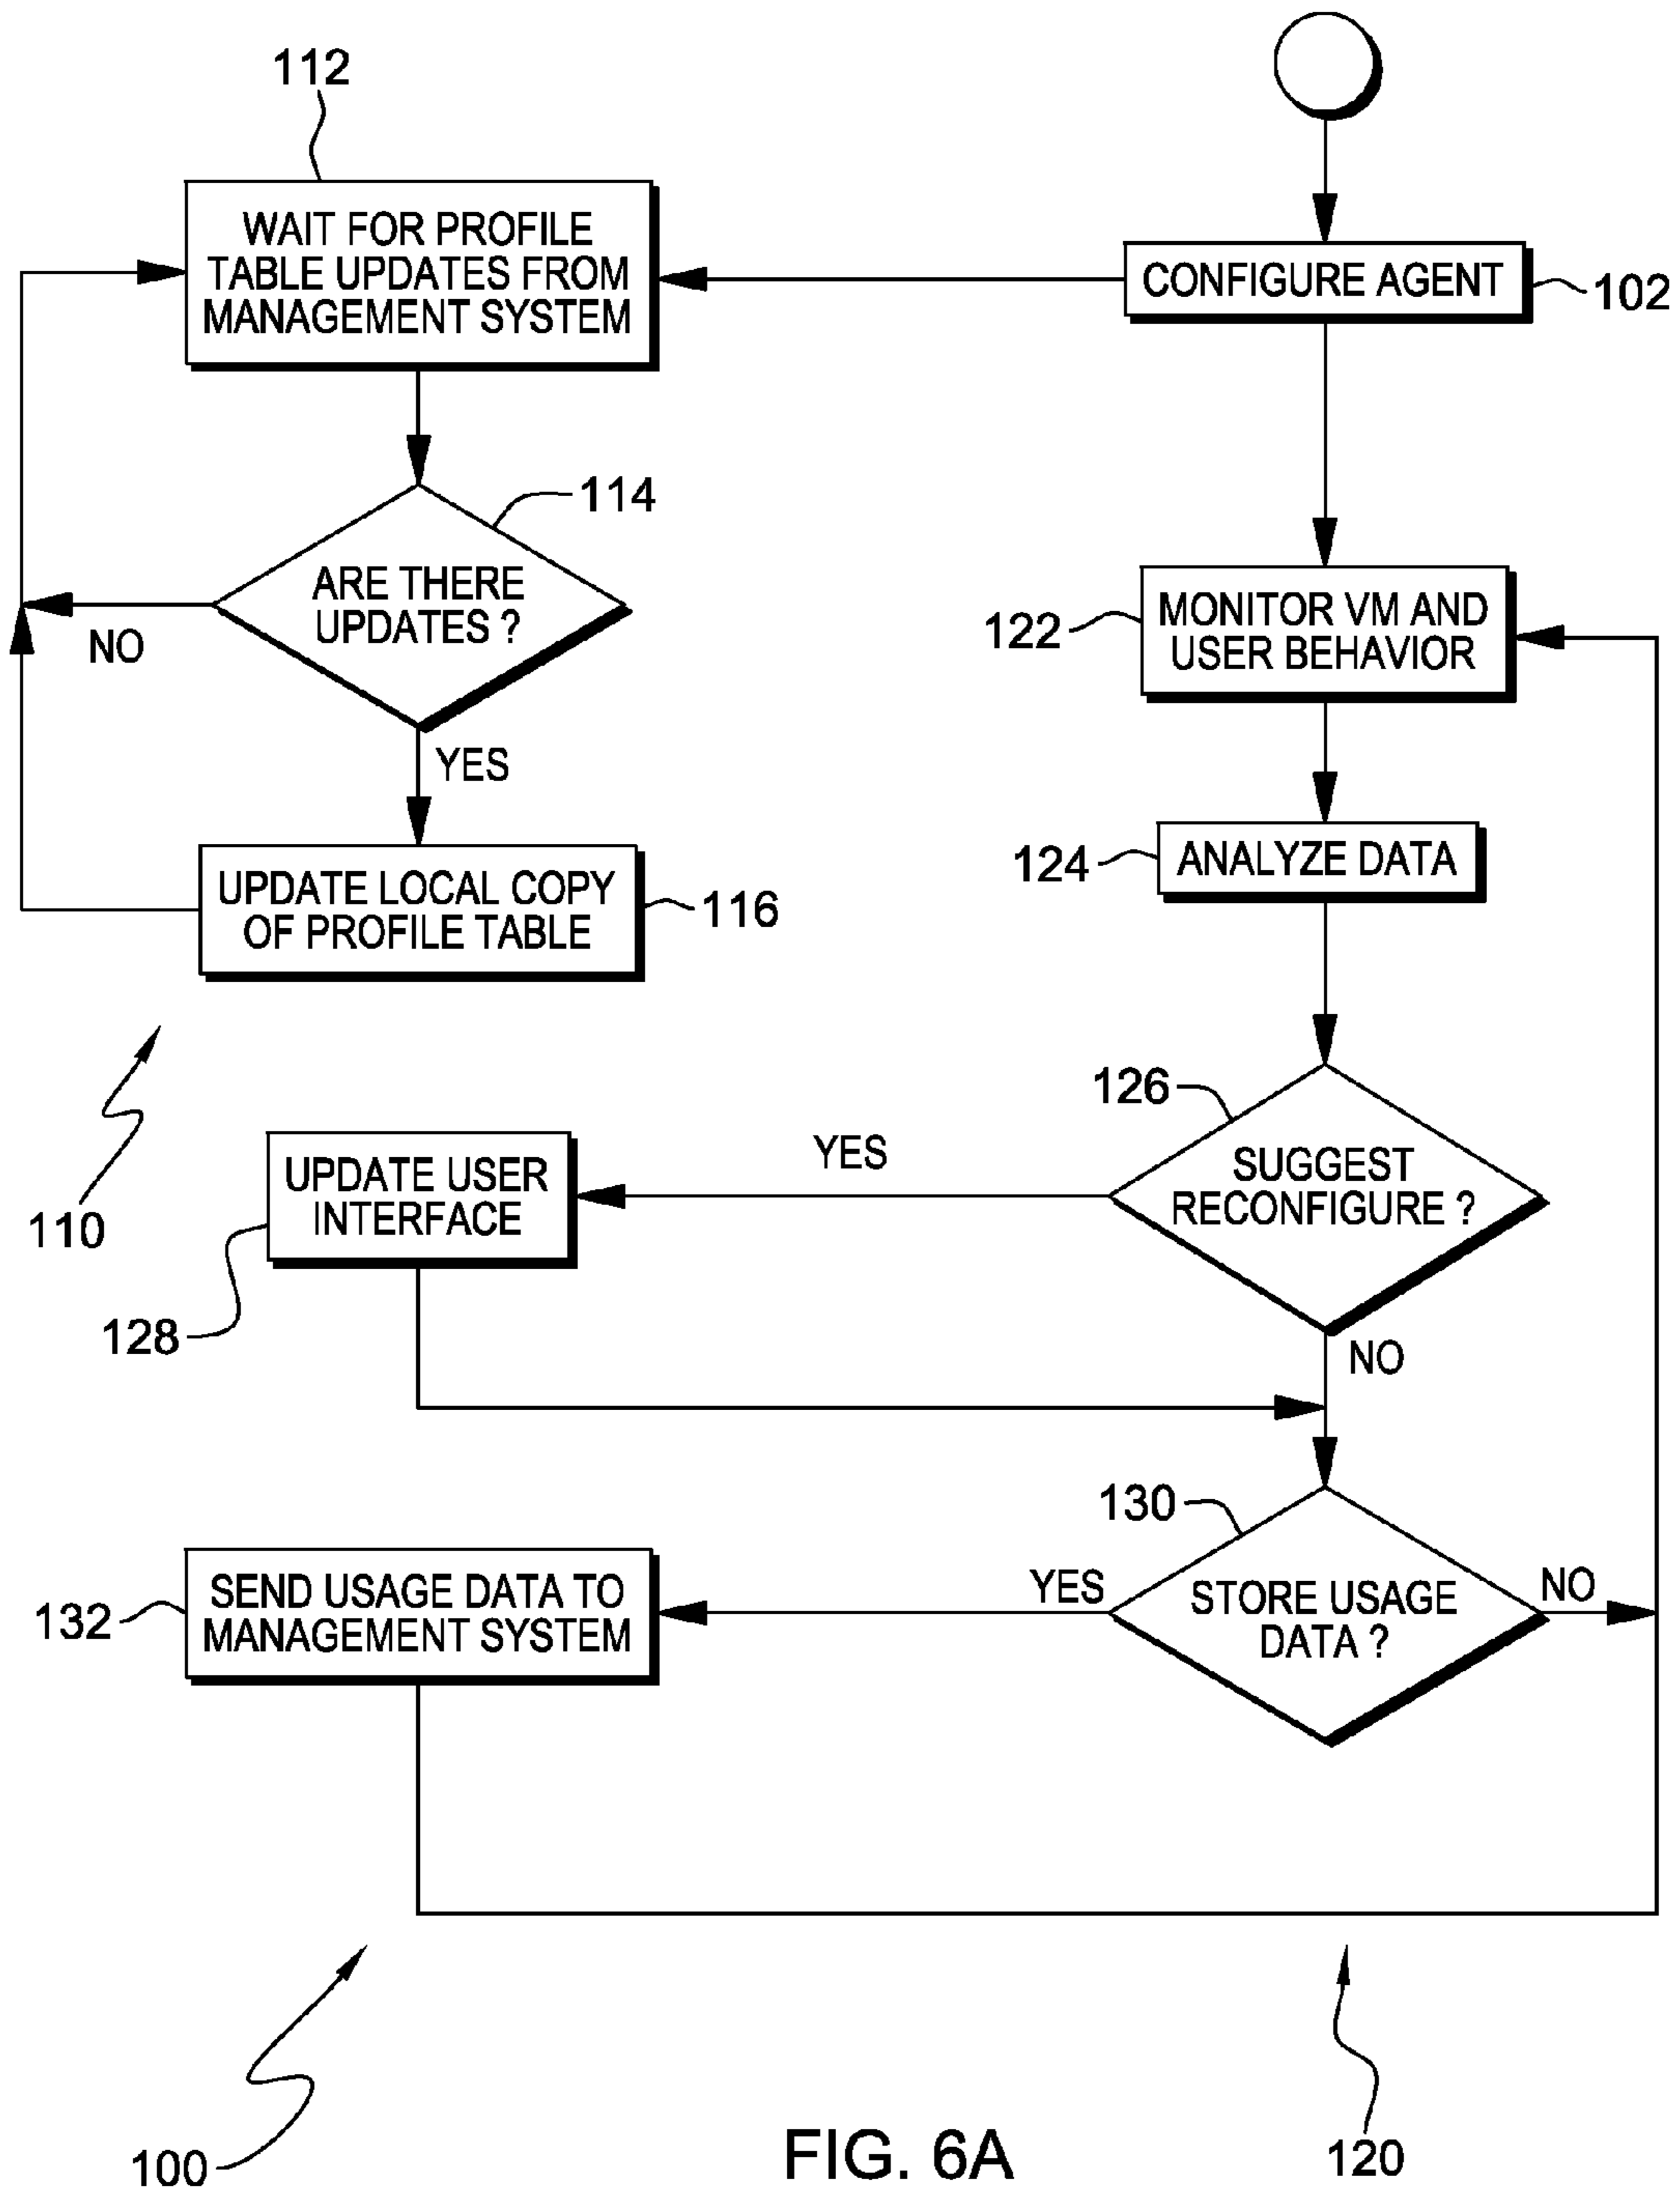 112
WAIT FOR PROFILE
TABLE UPDATES FROM
MANAGEMENT SYSTEM
CONFIGURE AGENT
102
114
ARE THERE
UPDATES ?
NO
YES
UPDATE LOCAL COPY
OF PROFILE TABLE
116
110
122
MONITOR VM AND
USER BEHAVIOR
124
ANALYZE DATA
126
SUGGEST
RECONFIGURE ?
YES
NO
UPDATE USER
INTERFACE
128
130
STORE USAGE
DATA ?
YES
NO
SEND USAGE DATA TO
MANAGEMENT SYSTEM
132
100
FIG. 6A
120